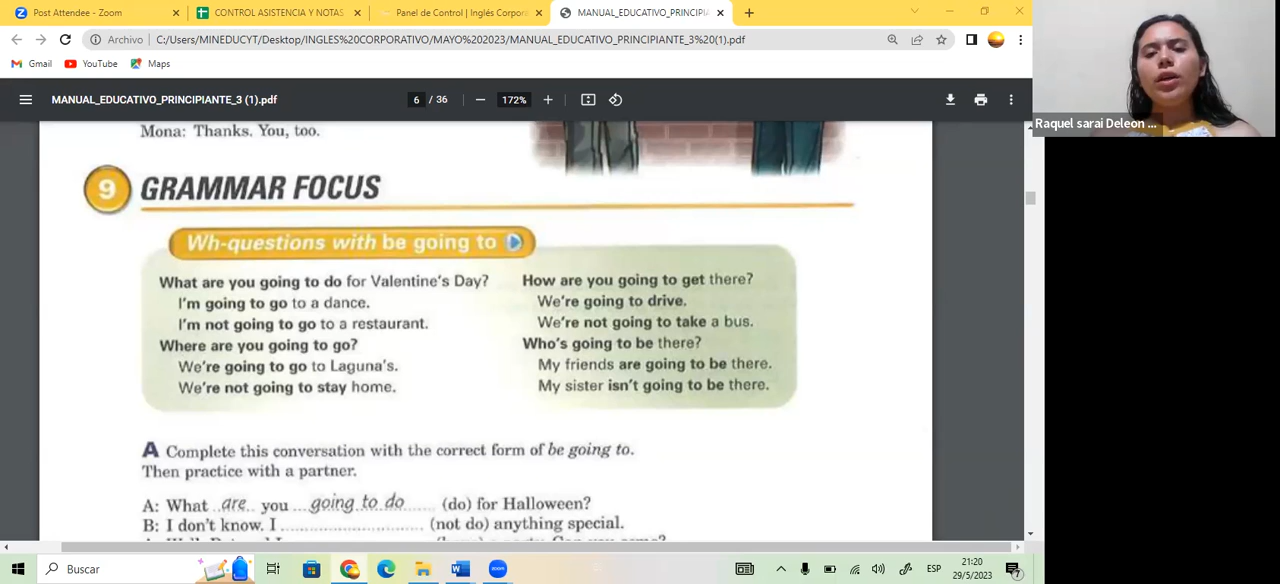 Post Attendee - Zoom
CONTROL ASISTENCIA Y NOTAS
Panel de Control | Inglés Corpora
MANUAL_EDUCATIVO_PRINCIPIA
Archivo C:/Users/MINEDUCYT/Desktop/INGLES%20CORPORATIVO/MAYO%202023/MANUAL_EDUCATIVO_PRINCIPIANTE_3%20(1).pdf
Gmail YouTube Maps
MANUAL_EDUCATIVO_PRINCIPIANTE_3 (1).pdf 6 / 36 172%
Raquel sarai Deleon ...
Mona: Thanks. You, too.
9 GRAMMAR FOCUS
Wh-questions with be going to
What are you going to do for Valentine's Day?
I'm going to go to a dance.
I'm not going to go to a restaurant.
Where are you going to go?
We're going to go to Laguna's.
We're not going to stay home.
How are you going to get there?
We're going to drive.
We're not going to take a bus.
Who's going to be there?
My friends are going to be there.
My sister isn't going to be there.
A Complete this conversation with the correct form of be going to.
Then practice with a partner.
A: What are you going to do (do) for Halloween?
B: I don't know. I .......................... (not do) anything special.
Buscar
ESP
21:20
29/5/2023
7